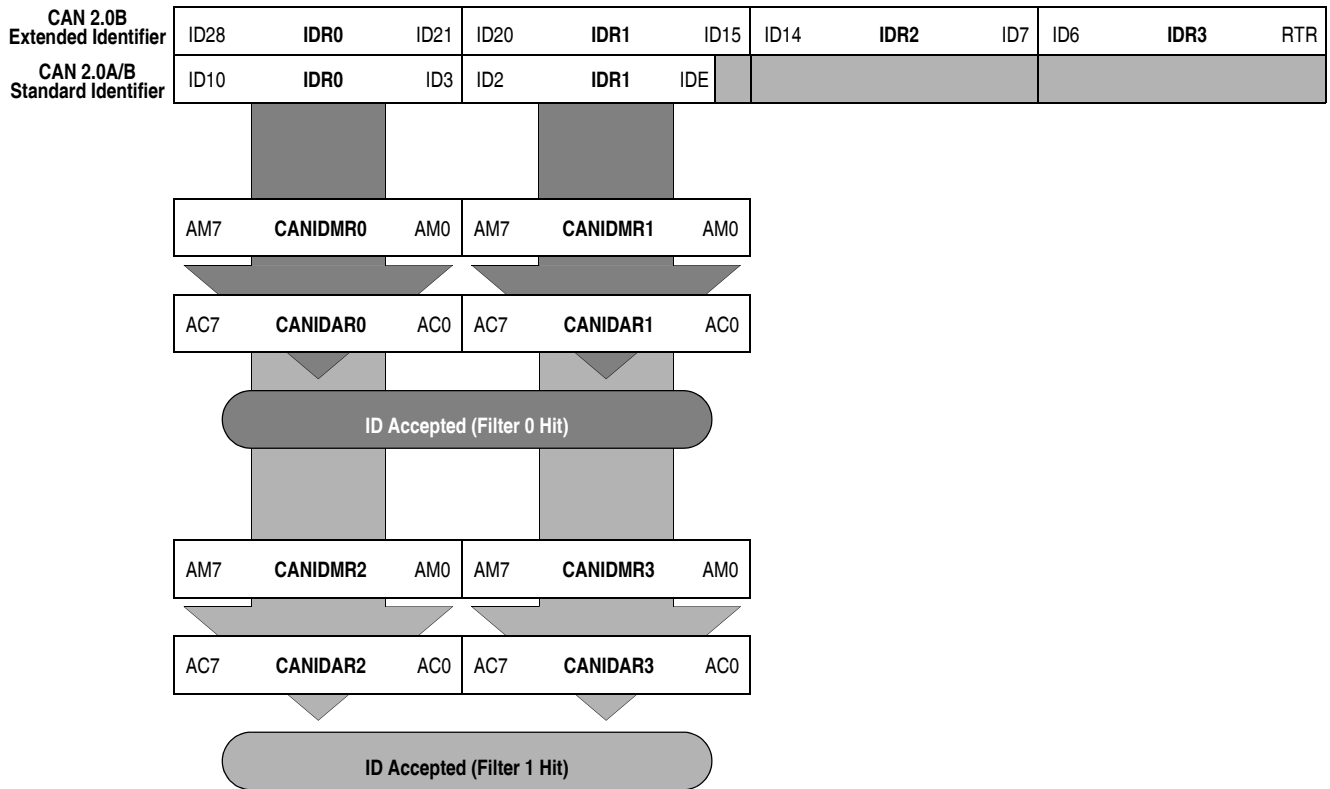 CAN 2.0B
Extended Identifier ID28 IDR0 ID21 ID20 IDR1 ID15 ID14 IDR2 ID7 ID6 IDR3 RTR
CAN 2.0A/B
Standard Identifier ID10 IDR0 ID3 ID2 IDR1 IDE
AM7 CANIDMR0 AM0 AM7 CANIDMR1 AM0
AC7 CANIDAR0 AC0 AC7 CANIDAR1 AC0
ID Accepted (Filter 0 Hit)
AM7 CANIDMR2 AM0 AM7 CANIDMR3 AM0
AC7 CANIDAR2 AC0 AC7 CANIDAR3 AC0
ID Accepted (Filter 1 Hit)